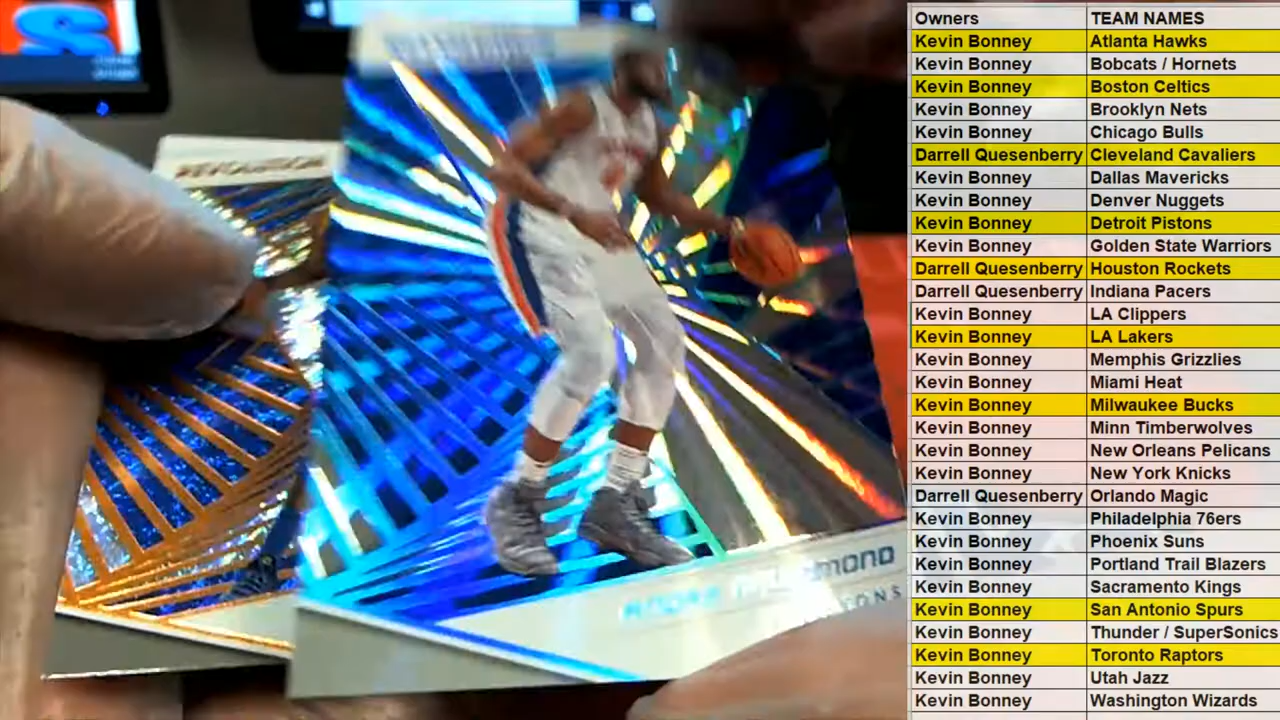 Owners TEAM NAMES
Kevin Bonney Atlanta Hawks
Kevin Bonney Bobcats / Hornets
Kevin Bonney Boston Celtics
Kevin Bonney Brooklyn Nets
Kevin Bonney Chicago Bulls
Darrell Quesenberry Cleveland Cavaliers
Kevin Bonney Dallas Mavericks
Kevin Bonney Denver Nuggets
Kevin Bonney Detroit Pistons
Kevin Bonney Golden State Warriors
Darrell Quesenberry Houston Rockets
Darrell Quesenberry Indiana Pacers
Kevin Bonney LA Clippers
Kevin Bonney LA Lakers
Kevin Bonney Memphis Grizzlies
Kevin Bonney Miami Heat
Kevin Bonney Milwaukee Bucks
Kevin Bonney Minn Timberwolves
Kevin Bonney New Orleans Pelicans
Kevin Bonney New York Knicks
Darrell Quesenberry Orlando Magic
Kevin Bonney Philadelphia 76ers
Kevin Bonney Phoenix Suns
Kevin Bonney Portland Trail Blazers
Kevin Bonney Sacramento Kings
Kevin Bonney San Antonio Spurs
Kevin Bonney Thunder / SuperSonics
Kevin Bonney Toronto Raptors
Kevin Bonney Utah Jazz
Kevin Bonney Washington Wizards
REVOLUTION